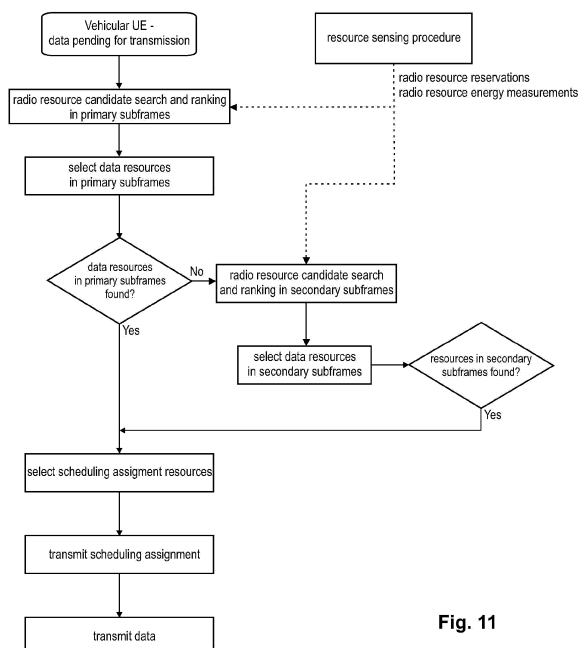 Vehicular UE -
data pending for transmission
resource sensing procedure
radio resource reservations
radio resource energy measurements
radio resource candidate search and ranking
in primary subframes
select data resources
in primary subframes
data resources
in primary subframes
found?
No
Yes
radio resource candidate search
and ranking in secondary subframes
select data resources
in secondary subframes
resources in secondary
subframes found?
Yes
select scheduling assigment resources
transmit scheduling assignment
transmit data
Fig. 11